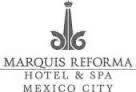 MARQUIS REFORMA
HOTEL & SPA
MEXICO CITY